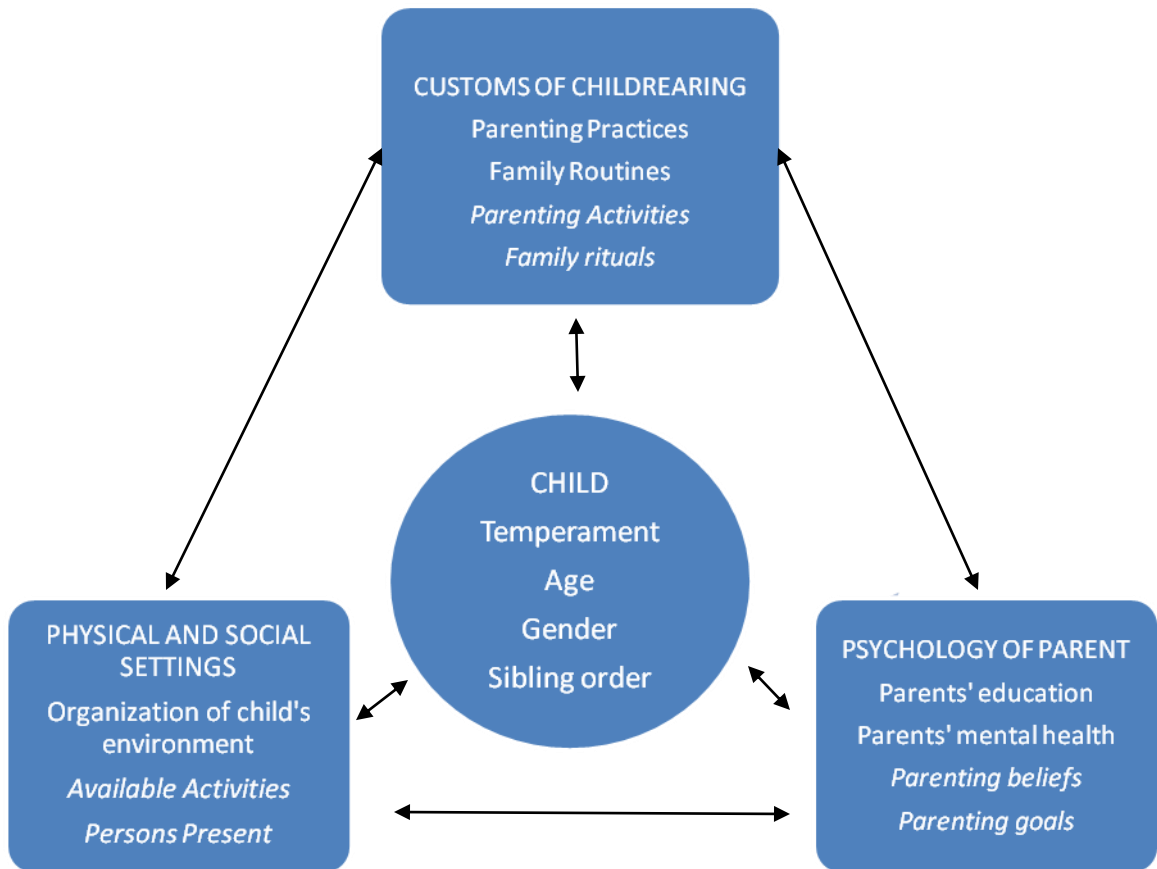 CUSTOMS OF CHILDREARING
Parenting Practices
Family Routines
Parenting Activities
Family rituals
CHILD
Temperament
Age
Gender
Sibling order
PHYSICAL AND SOCIAL
SETTINGS
Organization of child's
environment
Available Activities
Persons Present
PSYCHOLOGY OF PARENT
Parents' education
Parents' mental health
Parenting beliefs
Parenting goals